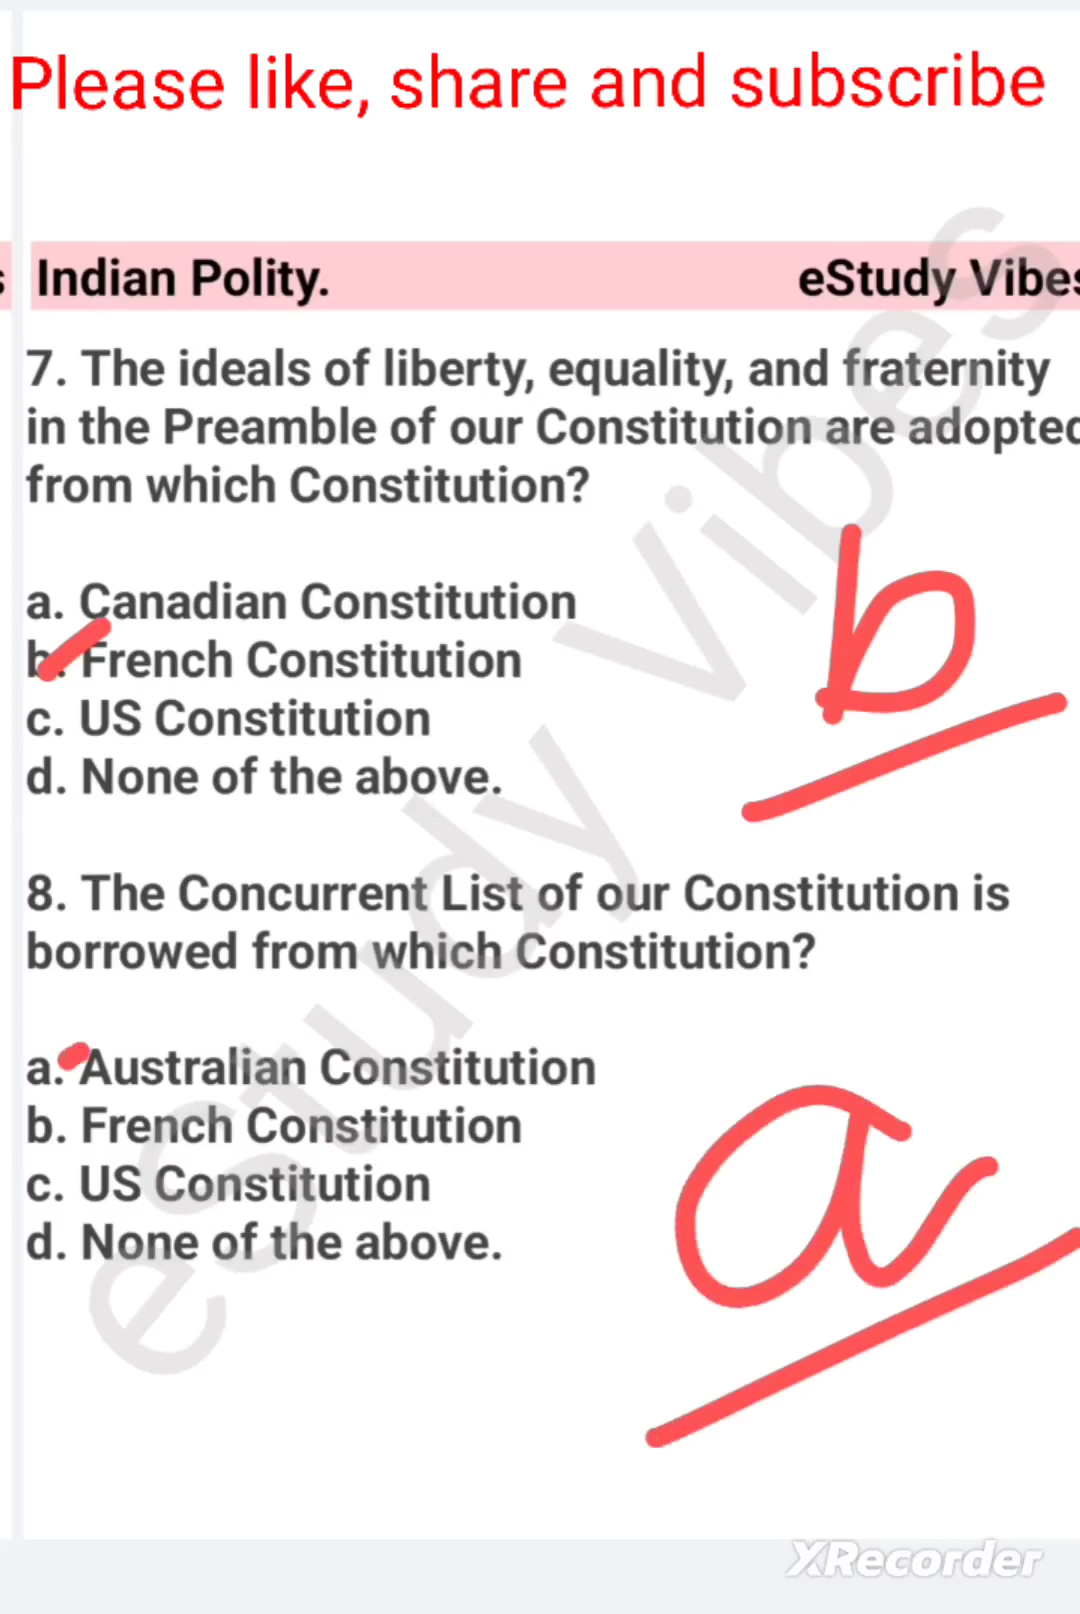 Please like, share and subscribe
s Indian Polity. eStudy Vibes
7. The ideals of liberty, equality, and fraternity
in the Preamble of our Constitution are adopted
from which Constitution?
a. Canadian Constitution
b. French Constitution
c. US Constitution
d. None of the above.
b
8. The Concurrent List of our Constitution is
borrowed from which Constitution?
a. Australian Constitution
b. French Constitution
c. US Constitution
d. None of the above.
a
eStudy Vibes
XRecorder